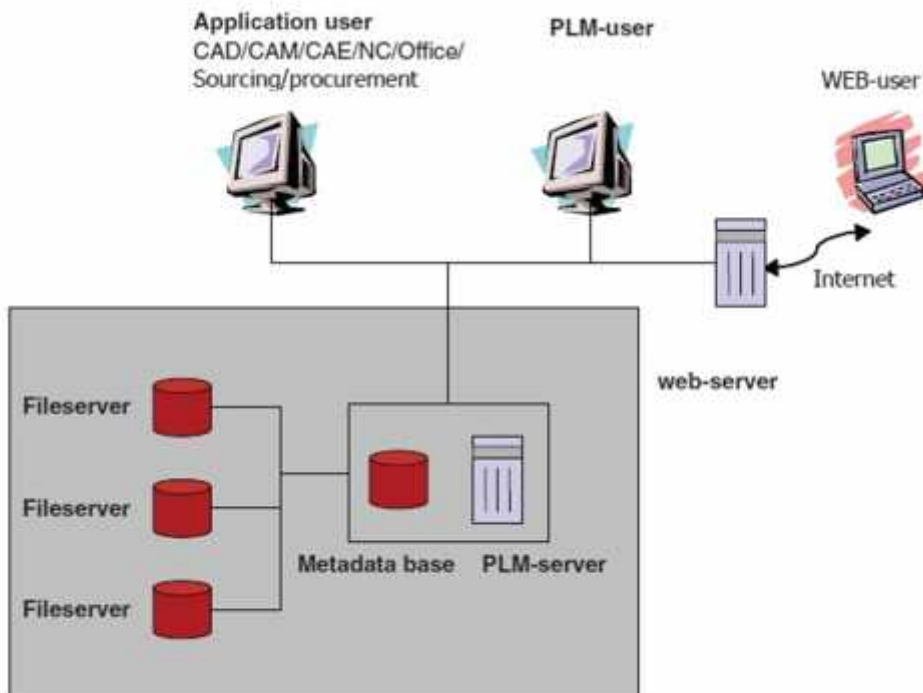 Application user
CAD/CAM/CAE/NC/Office/
Sourcing/procurement
PLM-user
WEB-user
Internet
web-server
Fileserver
Fileserver
Fileserver
Metadata base
PLM-server